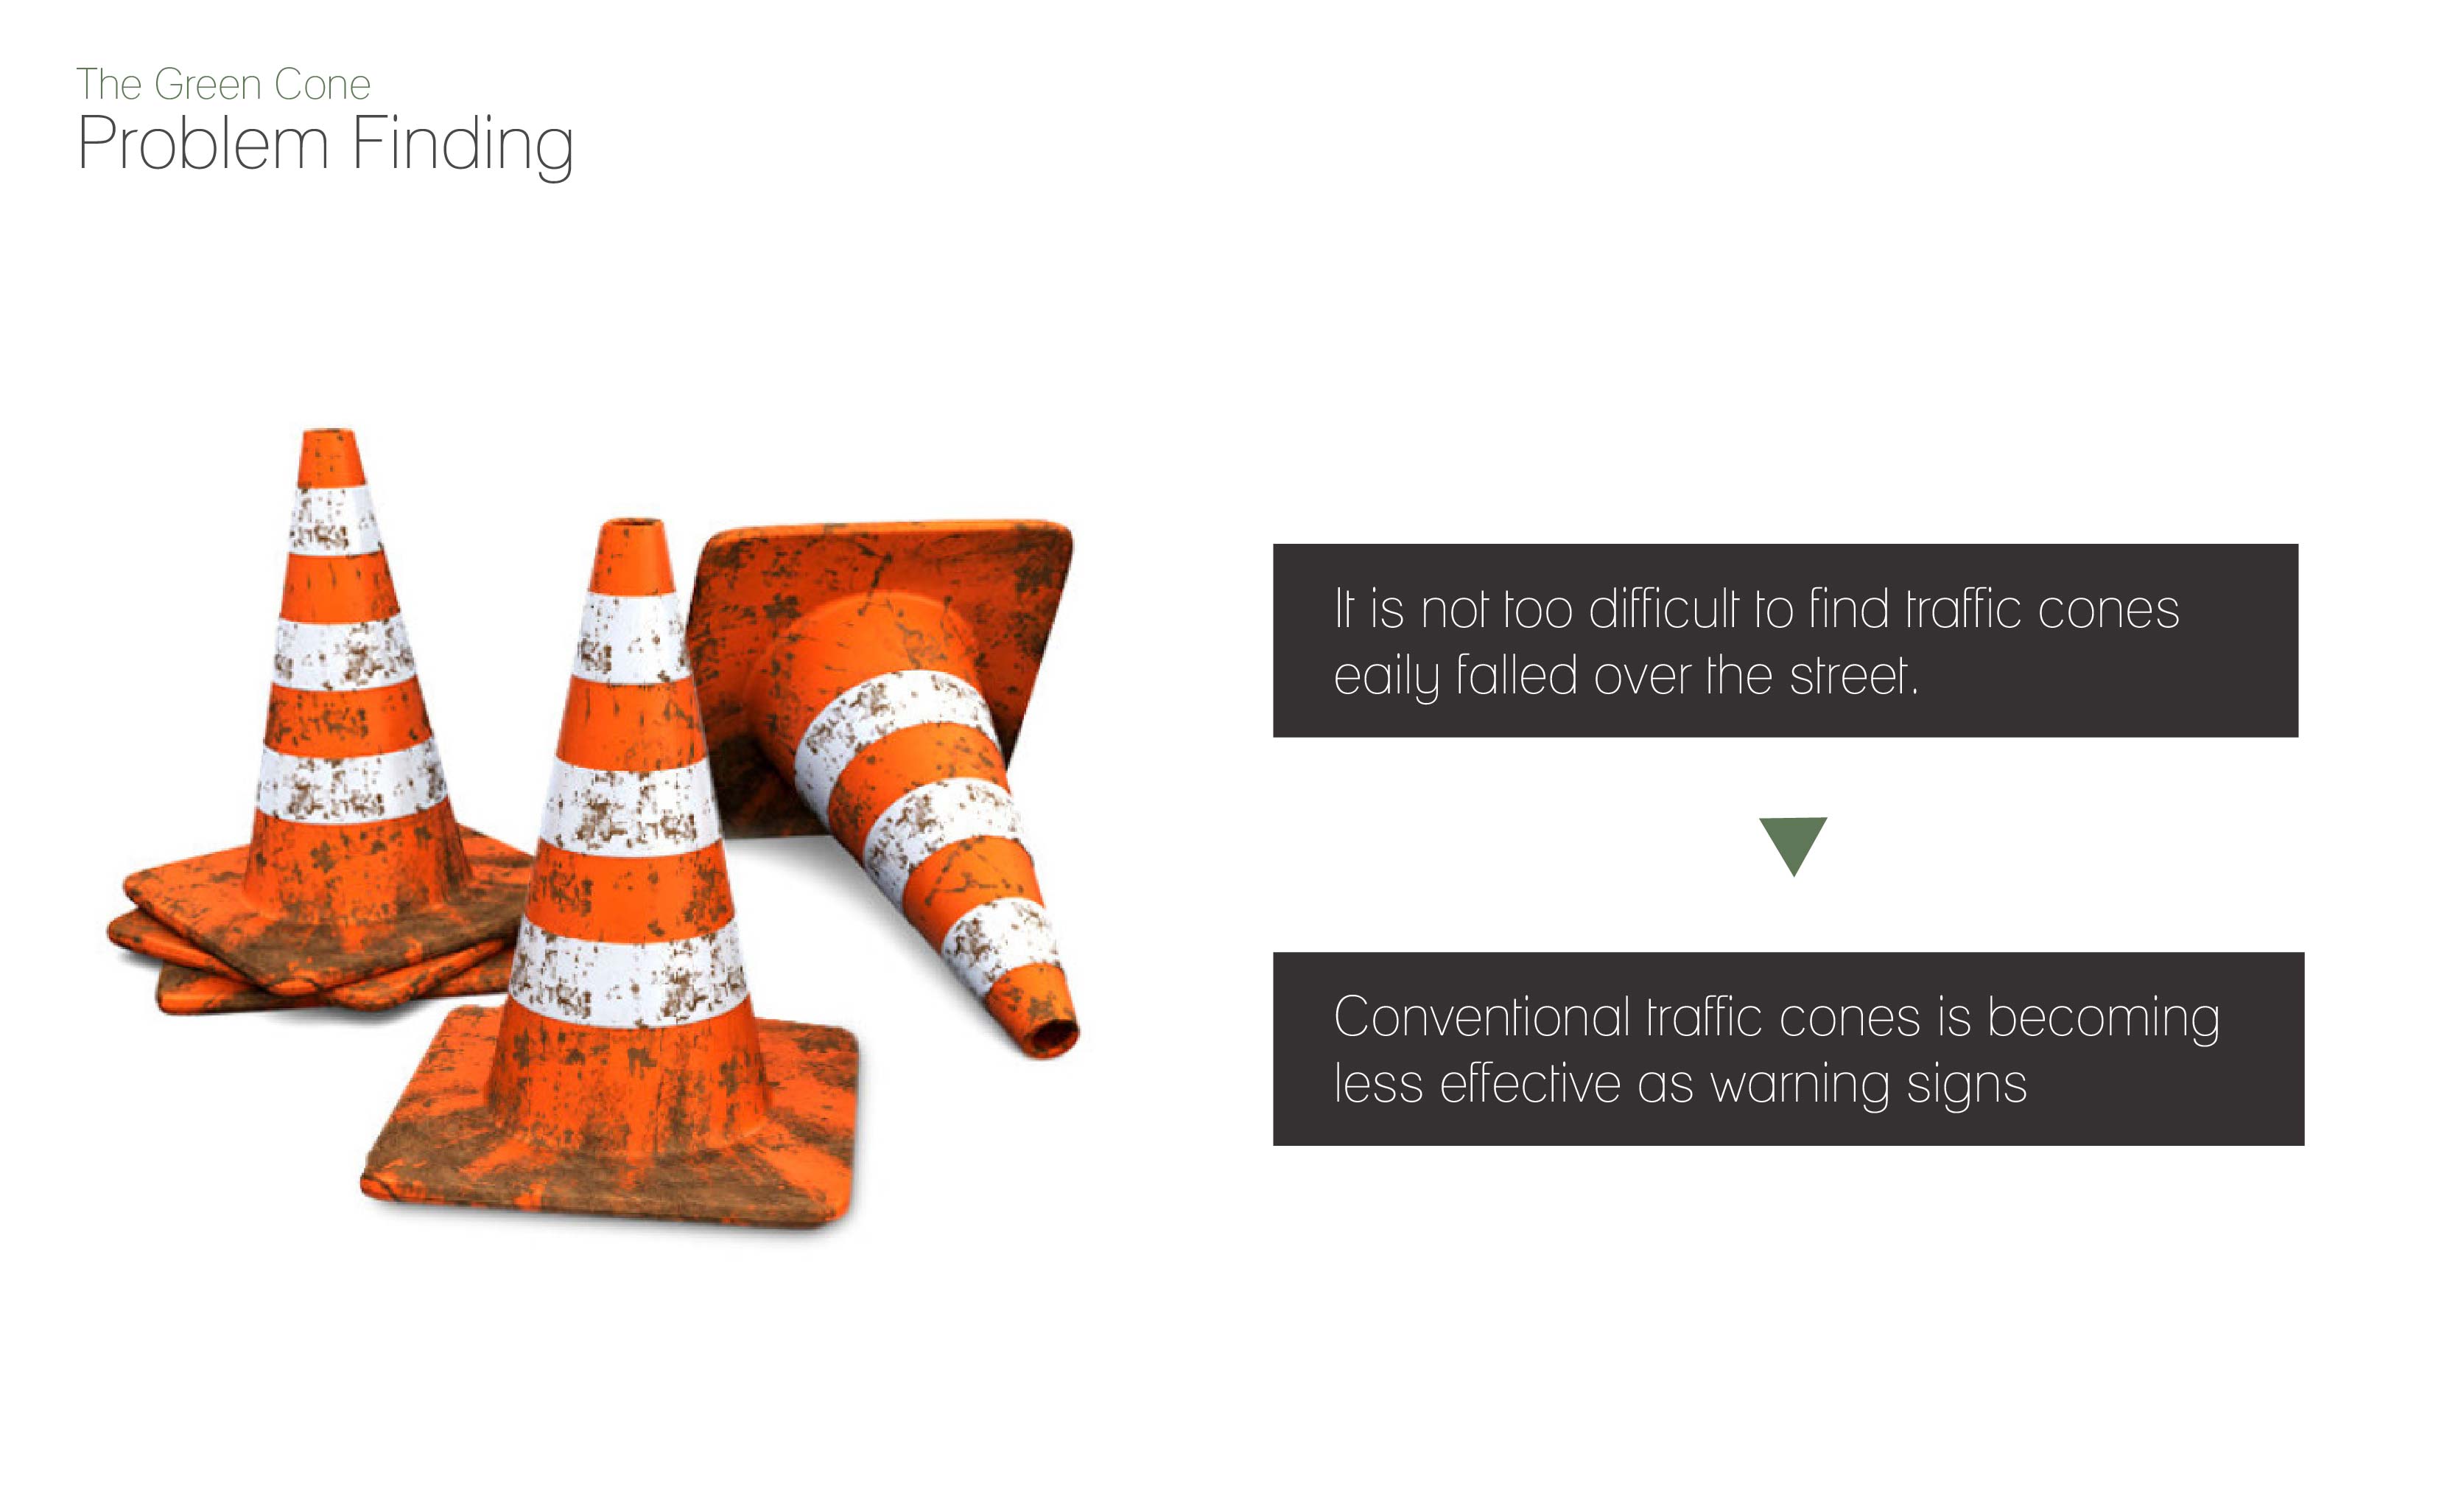 The Green Cone
Problem Finding
It is not too difficult to find traffic cones
eaily falled over the street.
Conventional traffic cones is becoming
less effective as warning signs